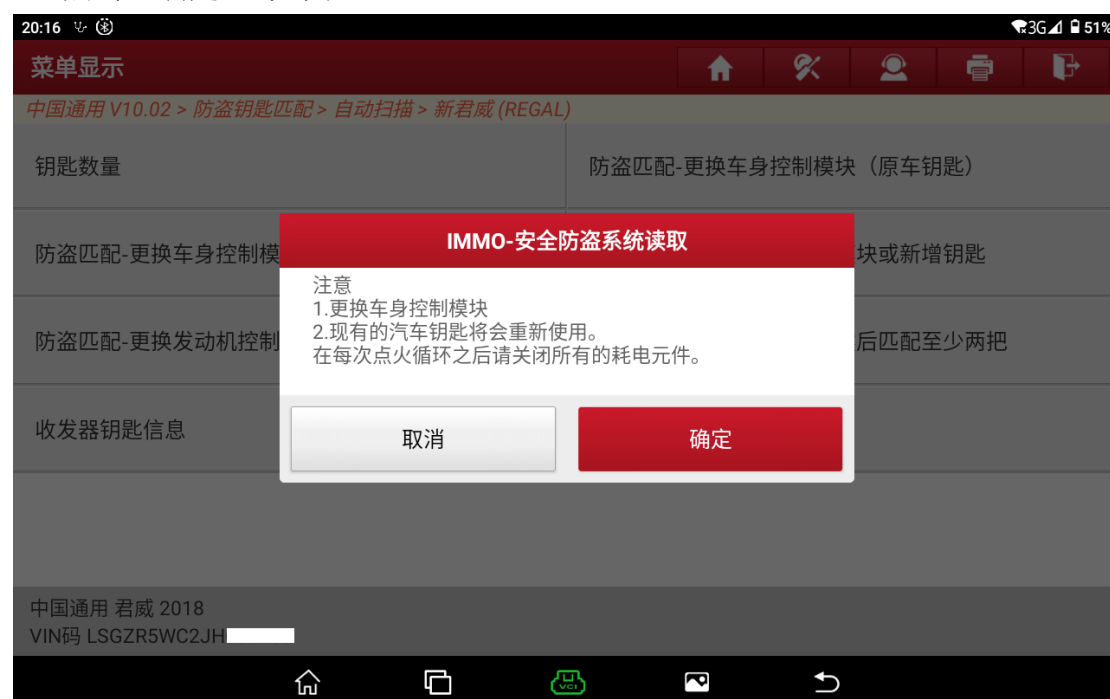 20:16
3G
51%
菜单显示
中国通用 V10.02 > 防盗钥匙匹配 > 自动扫描 > 新君威 (REGAL)
钥匙数量
防盗匹配-更换车身控制模块（原车钥匙）
防盗匹配-更换车身控制模
块或新增钥匙
IMMO-安全防盗系统读取
注意
1.更换车身控制模块
2.现有的汽车钥匙将会重新使用。
在每次点火循环之后请关闭所有的耗电元件。
防盗匹配-更换发动机控制
后匹配至少两把
收发器钥匙信息
取消
确定
中国通用 君威 2018
VIN码 LSGZR5WC2JH
VCI